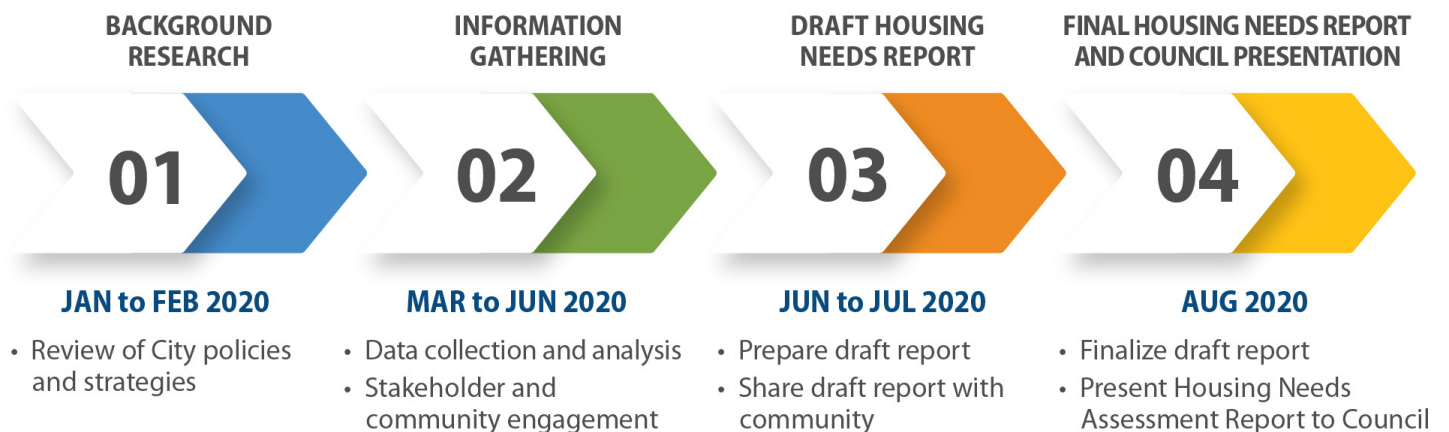 BACKGROUND
RESEARCH
01
JAN to FEB 2020
• Review of City policies
and strategies
INFORMATION
GATHERING
02
MAR to JUN 2020
• Data collection and analysis
• Stakeholder and
community engagement
DRAFT HOUSING
NEEDS REPORT
03
JUN to JUL 2020
• Prepare draft report
• Share draft report with
community
FINAL HOUSING NEEDS REPORT
AND COUNCIL PRESENTATION
04
AUG 2020
• Finalize draft report
• Present Housing Needs
Assessment Report to Council